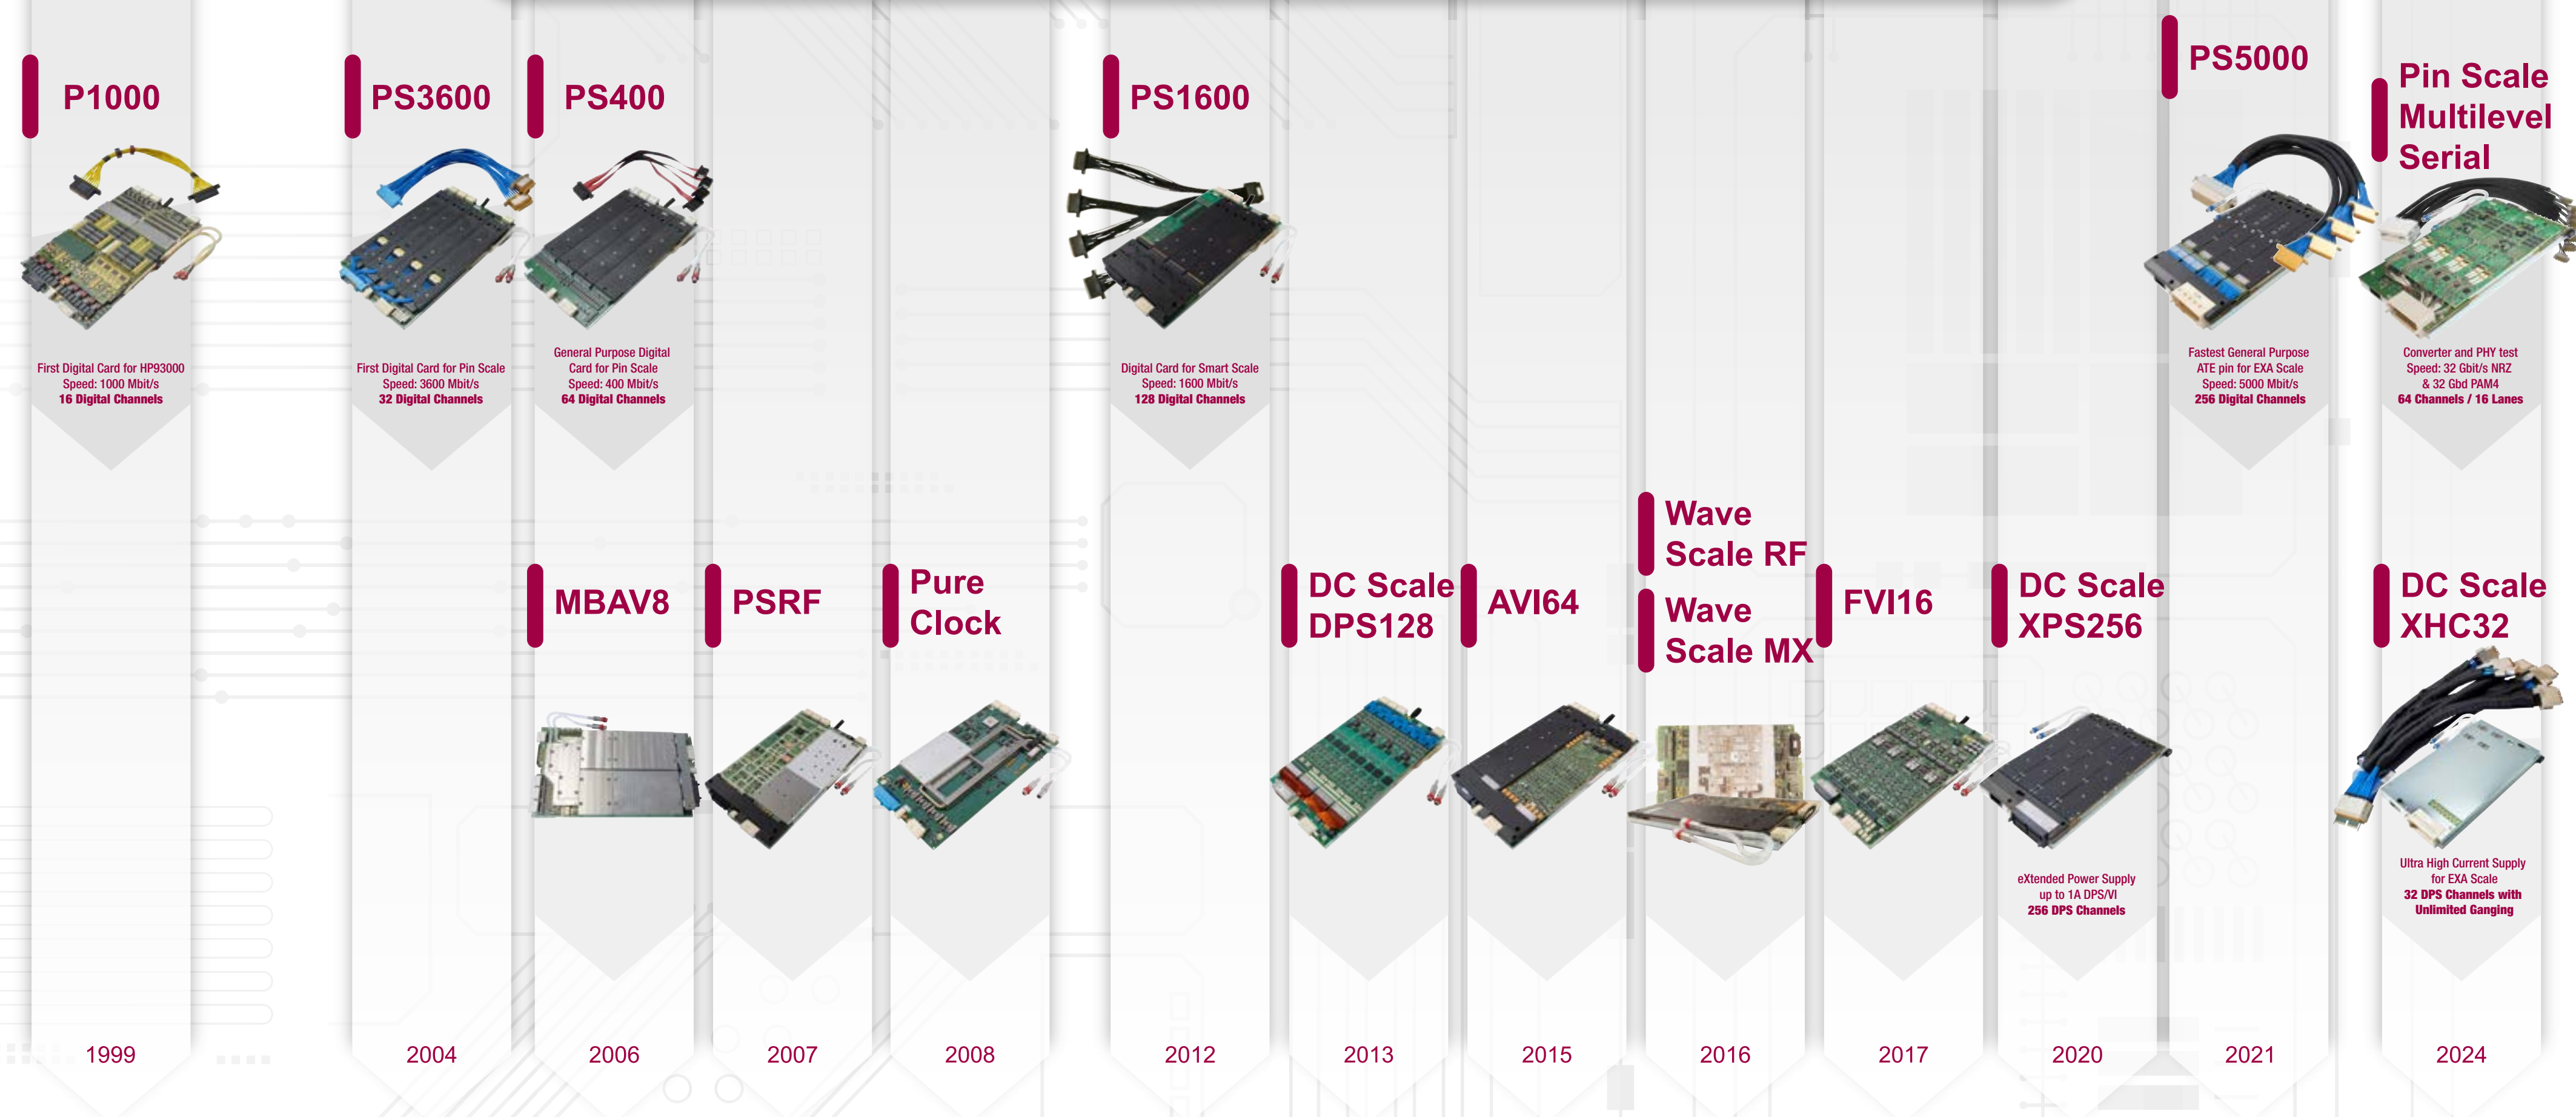 P1000
First Digital Card for HP93000
Speed: 1000 Mbit/s
16 Digital Channels
PS3600
First Digital Card for Pin Scale
Speed: 3600 Mbit/s
32 Digital Channels
PS400
General Purpose Digital
Card for Pin Scale
Speed: 400 Mbit/s
64 Digital Channels
PS1600
Digital Card for Smart Scale
Speed: 1600 Mbit/s
128 Digital Channels
PS5000
Fastest General Purpose
ATE pin for EXA Scale
Speed: 5000 Mbit/s
256 Digital Channels
Pin Scale
Multilevel
Serial
Converter and PHY test
Speed: 32 Gbit/s NRZ
& 32 Gbd PAM4
64 Channels / 16 Lanes
MBAV8
PSRF
Pure
Clock
DC Scale
DPS128
AVI64
Wave
Scale RF
Wave
Scale MX
FVI16
DC Scale
XPS256
eXtended Power Supply
up to 1A DPS/VI
256 DPS Channels
DC Scale
XHC32
Ultra High Current Supply
for EXA Scale
32 DPS Channels with
Unlimited Ganging
1999
2004
2006
2007
2008
2012
2013
2015
2016
2017
2020
2021
2024